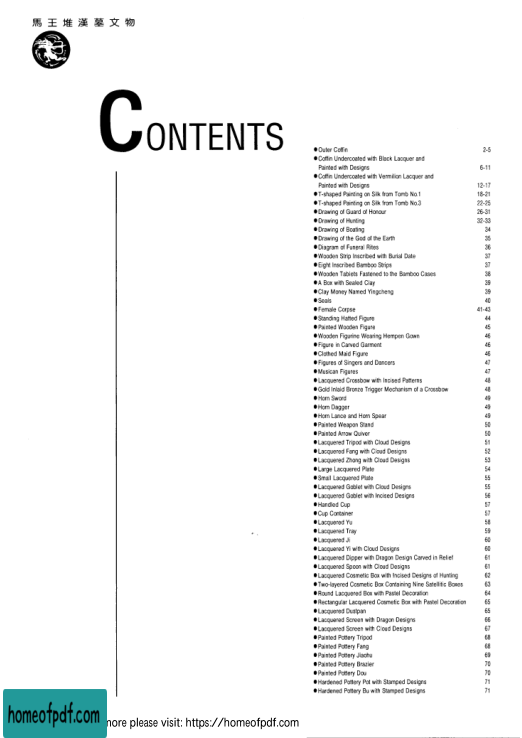 馬王堆漢墓文物
CONTENTS
●Outer Coffin 2-5
●Coffin Undercoated with Black Lacquer and
Painted with Designs 6-11
●Coffin Undercoated with Vermilion Lacquer and
Painted with Designs 12-17
●T-shaped Painting on Silk from Tomb No.1 18-21
●T-shaped Painting on Silk from Tomb No.3 22-25
●Drawing of Guard of Honour 26-31
●Drawing of Hunting 32-33
●Drawing of Boating 34
●Drawing of the God of the Earth 35
●Diagram of Funeral Rites 36
●Wooden Strip Inscribed with Burial Date 37
●Eight Inscribed Bamboo Strips 37
●Wooden Tablets Fastened to the Bamboo Cases 38
●A Box with Sealed Clay 39
●Clay Money Named Yingcheng 39
●Seals 40
●Female Corpse 41-43
●Standing Hatted Figure 44
●Painted Wooden Figure 45
●Wooden Figurine Wearing Hempen Gown 46
●Figure in Carved Garment 46
●Clothed Maid Figure 46
●Figures of Singers and Dancers 47
●Musican Figures 47
●Lacquered Crossbow with Incised Patterns 48
●Gold Inlaid Bronze Trigger Mechanism of a Crossbow 48
●Horn Sword 49
●Horn Dagger 49
●Horn Lance and Horn Spear 49
●Painted Weapon Stand 50
●Painted Arrow Quiver 50
●Lacquered Tripod with Cloud Designs 51
●Lacquered Fang with Cloud Designs 52
●Lacquered Zhong with Cloud Designs 53
●Large Lacquered Plate 54
●Small Lacquered Plate 55
●Lacquered Goblet with Cloud Designs 55
●Lacquered Goblet with Incised Designs 56
●Handled Cup 57
●Cup Container 57
●Lacquered Yu 58
●Lacquered Tray 59
●Lacquered Ji 60
●Lacquered Yi with Cloud Designs 60
●Lacquered Dipper with Dragon Design Carved in Relief 61
●Lacquered Spoon with Cloud Designs 61
●Lacquered Cosmetic Box with Incised Designs of Hunting 62
●Two-layered Cosmetic Box Containing Nine Satellitic Boxes 63
●Round Lacquered Box with Pastel Decoration 64
●Rectangular Lacquered Cosmetic Box with Pastel Decoration 65
●Lacquered Dustpan 65
●Lacquered Screen with Dragon Designs 66
●Lacquered Screen with Cloud Designs 67
●Painted Pottery Tripod 68
●Painted Pottery Fang 68
●Painted Pottery Jiaohu 69
●Painted Pottery Brazier 70
●Painted Pottery Dou 70
●Hardened Pottery Pot with Stamped Designs 71
●Hardened Pottery Bu with Stamped Designs 71
homeofpdf.com
more please visit: https://homeofpdf.com